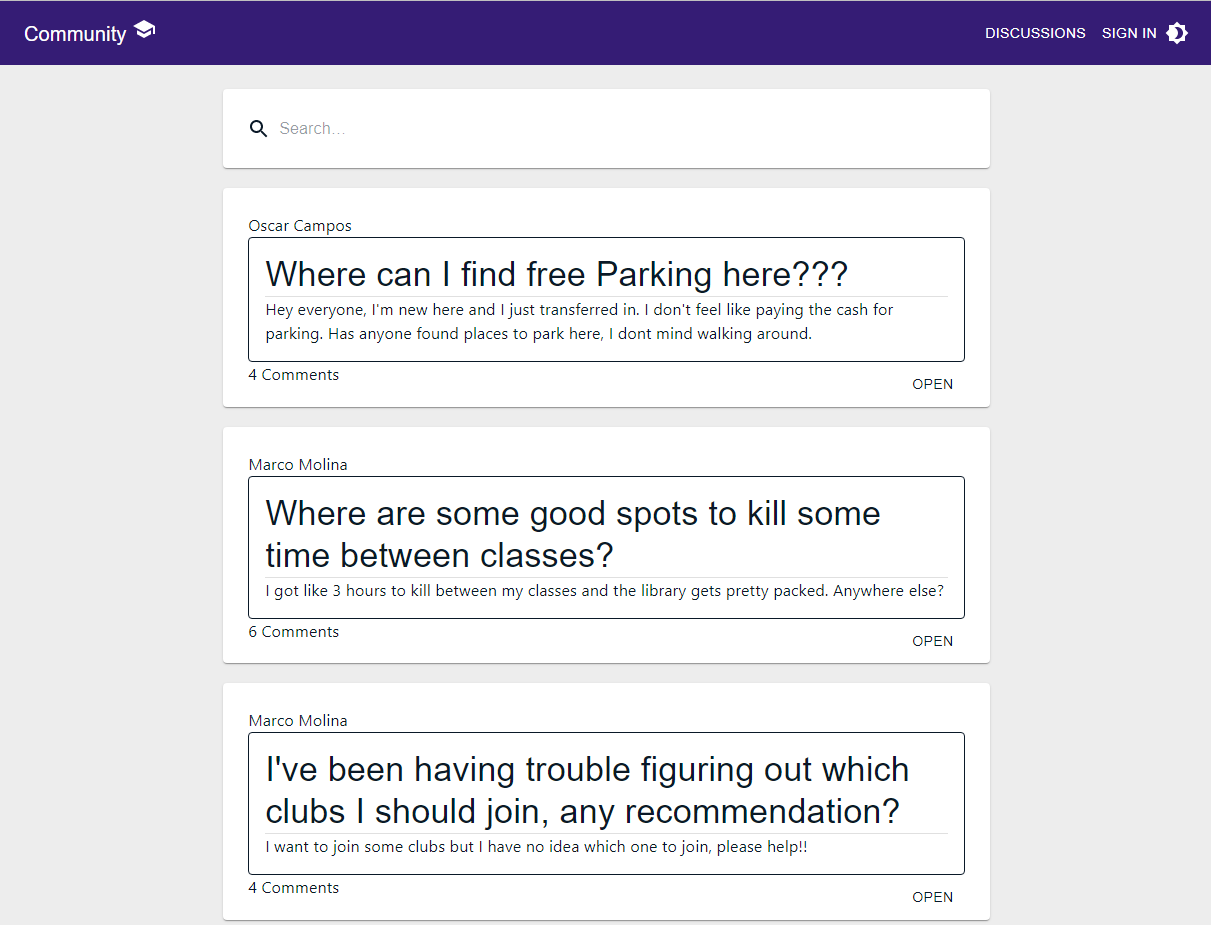 Community
DISCUSSIONS SIGN IN
Search...
Oscar Campos
Where can I find free Parking here???
Hey everyone, I'm new here and I just transferred in. I don't feel like paying the cash for
parking. Has anyone found places to park here, I dont mind walking around.
4 Comments
OPEN
Marco Molina
Where are some good spots to kill some
time between classes?
I got like 3 hours to kill between my classes and the library gets pretty packed. Anywhere else?
6 Comments
OPEN
Marco Molina
I've been having trouble figuring out which
clubs I should join, any recommendation?
I want to join some clubs but I have no idea which one to join, please help!!
4 Comments
OPEN